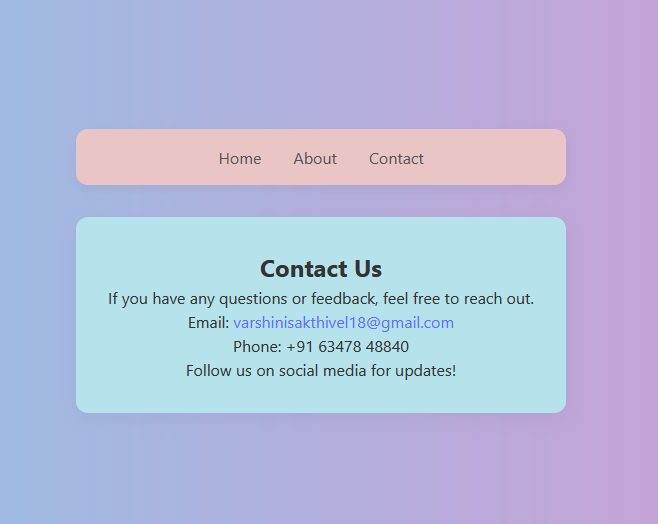 Home About Contact
Contact Us
If you have any questions or feedback, feel free to reach out.
Email: varshinisakthivel18@gmail.com
Phone: +91 63478 48840
Follow us on social media for updates!